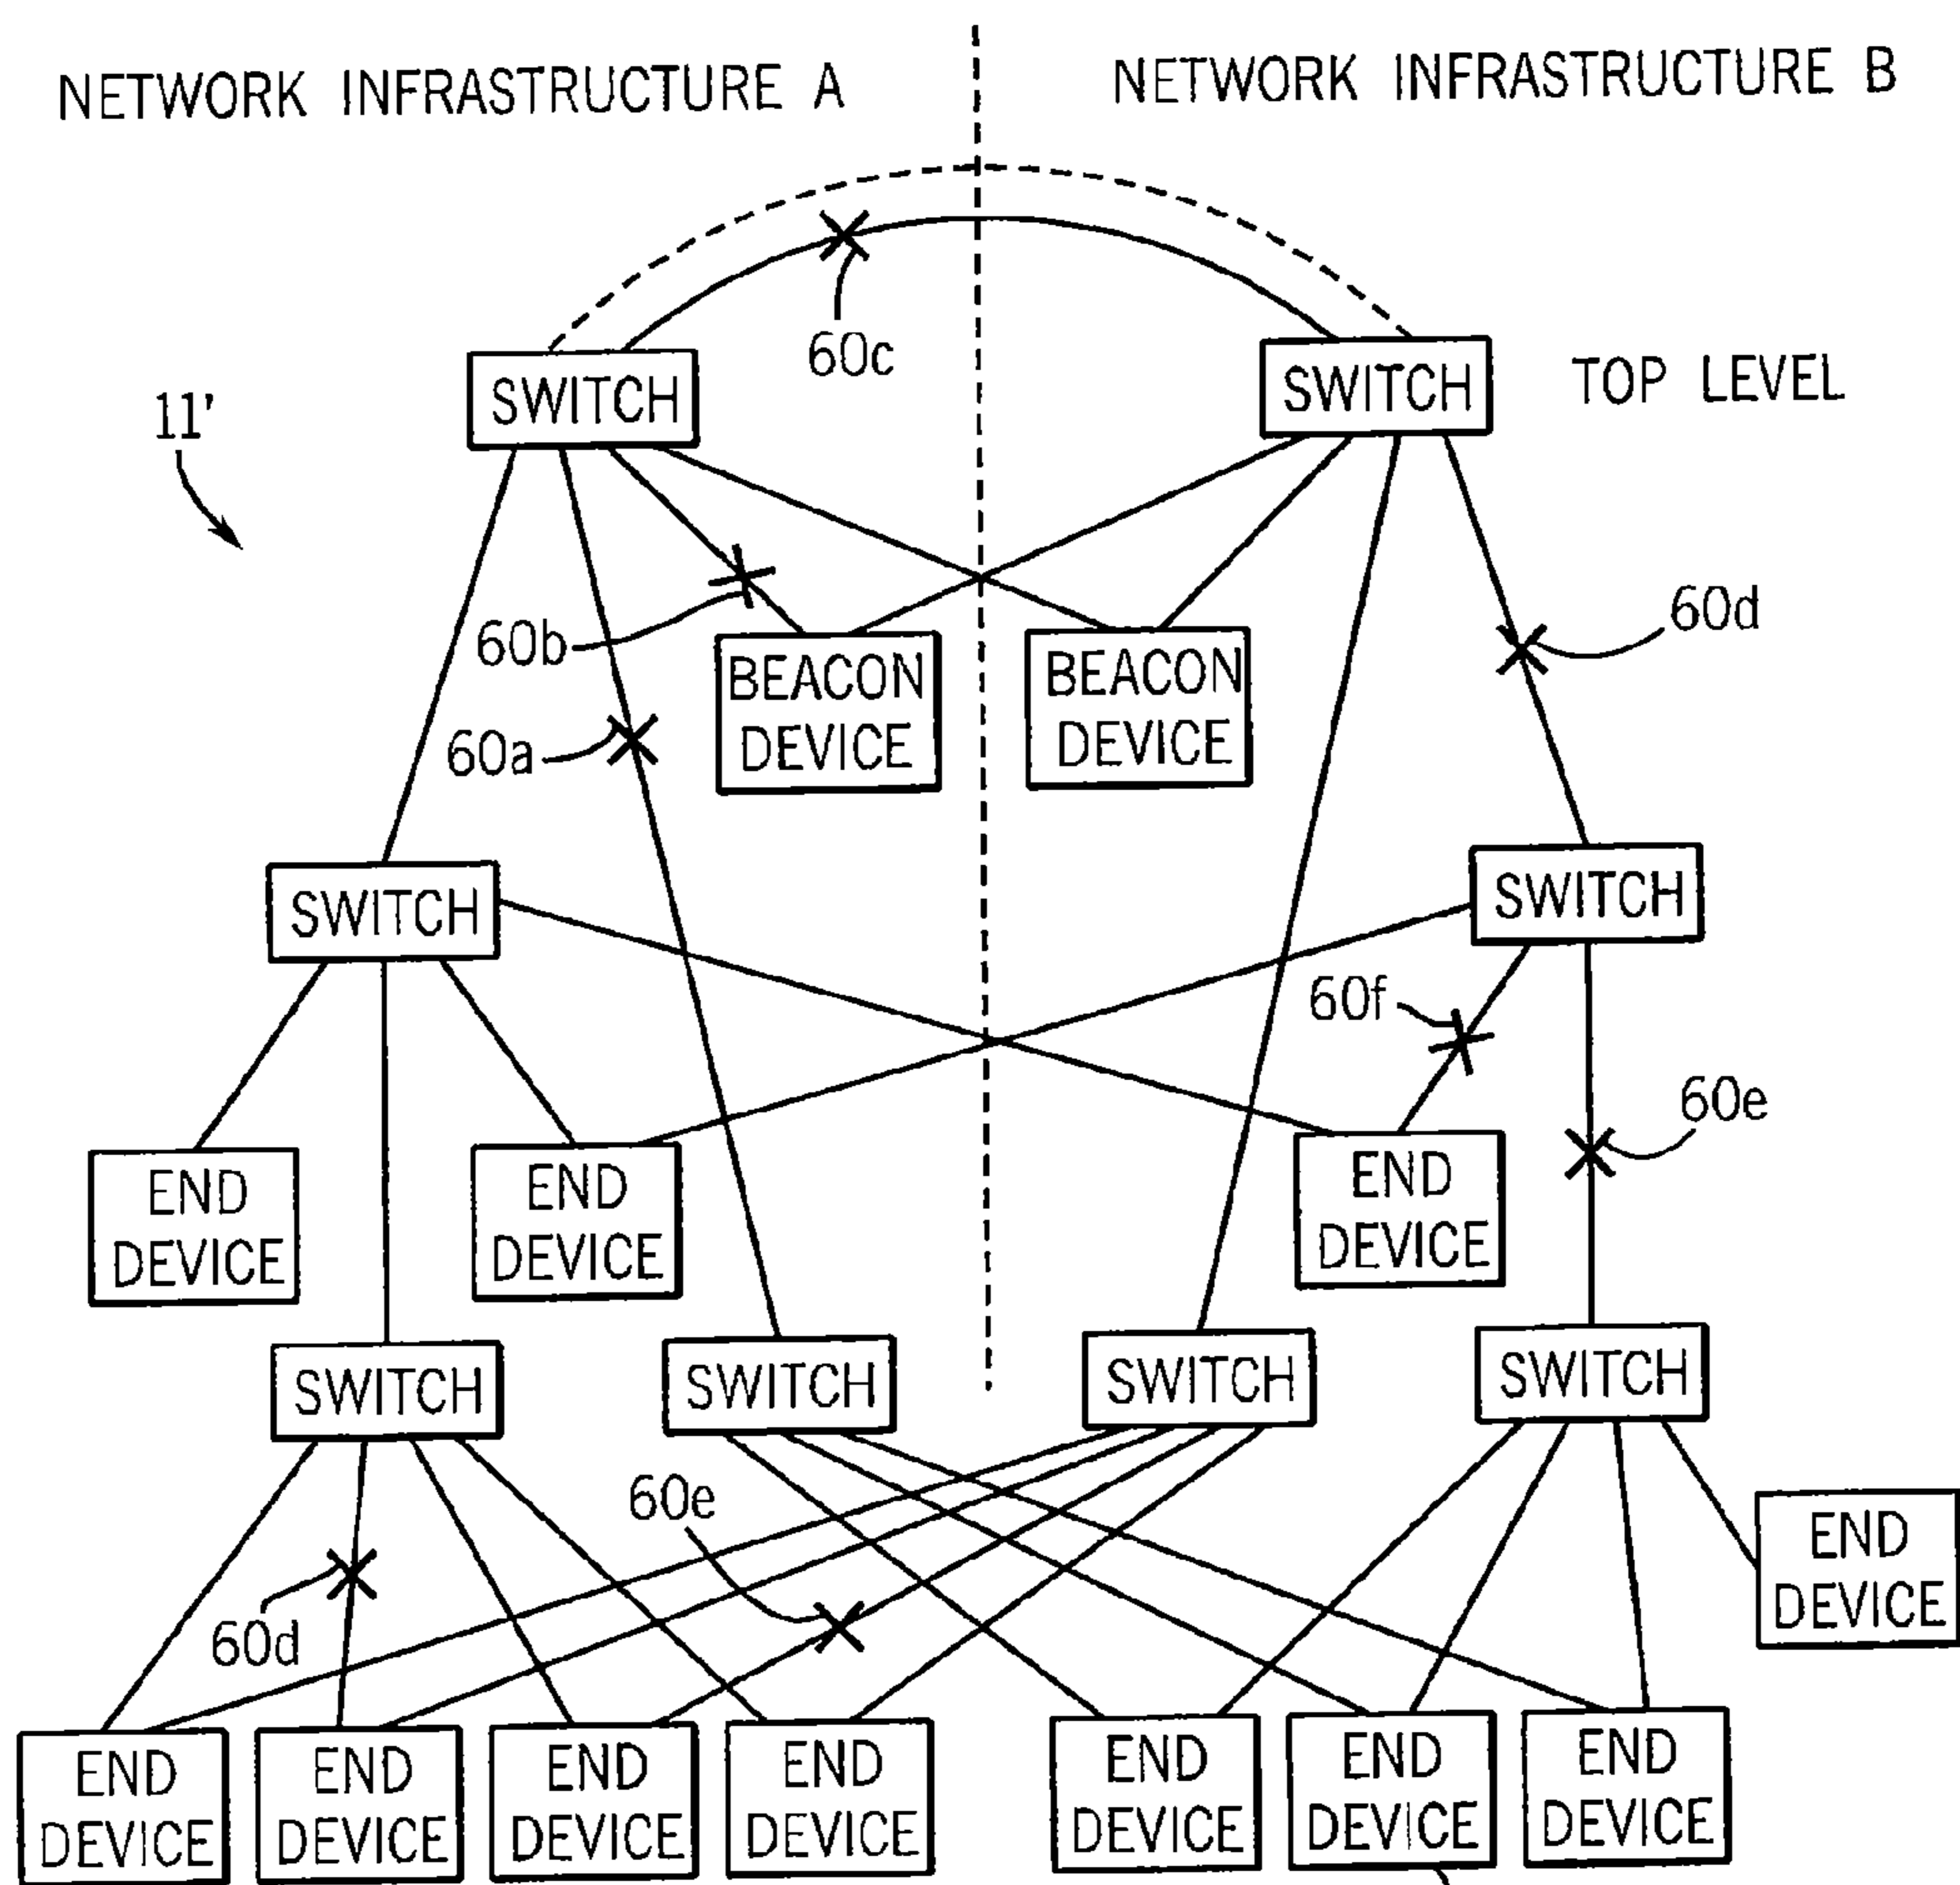 NETWORK INFRASTRUCTURE A
NETWORK INFRASTRUCTURE B
60c
SWITCH
SWITCH
TOP LEVEL
11'
60b
60d
BEACON
DEVICE
BEACON
DEVICE
60a
SWITCH
SWITCH
60f
60e
END
DEVICE
END
DEVICE
END
DEVICE
SWITCH
SWITCH
SWITCH
SWITCH
60e
END
DEVICE
60d
END
DEVICE
END
DEVICE
END
DEVICE
END
DEVICE
END
DEVICE
END
DEVICE
END
DEVICE